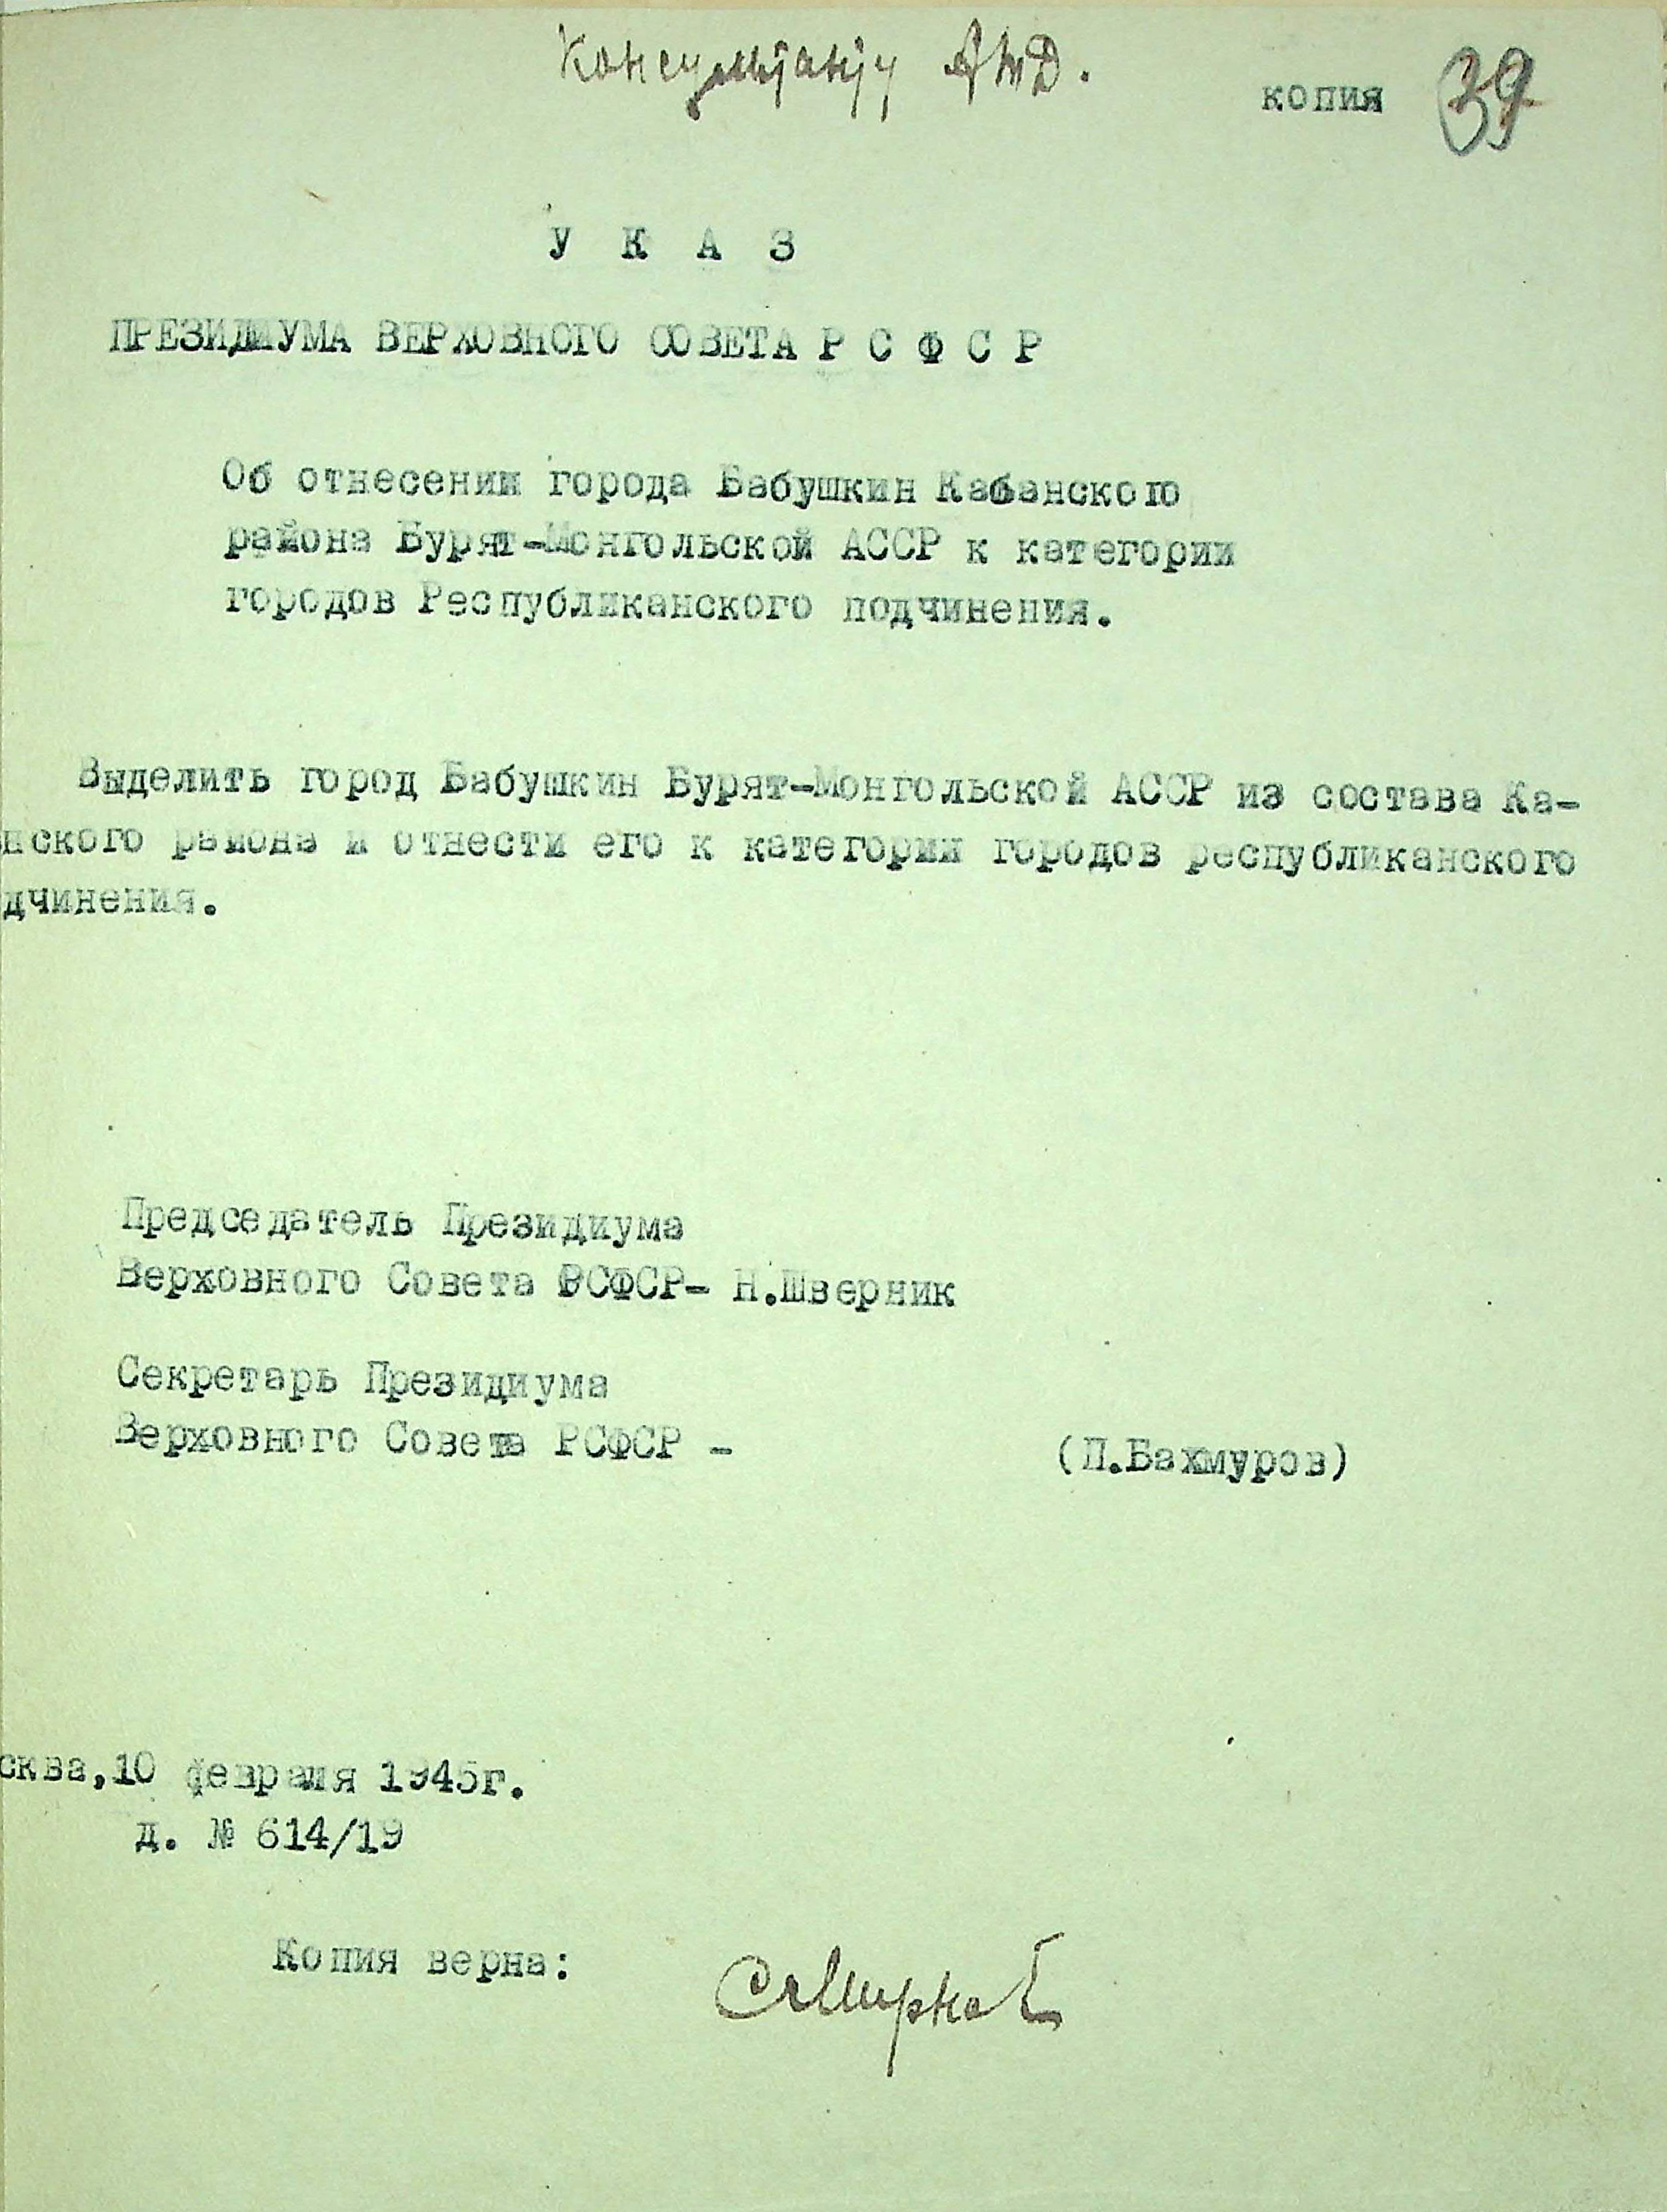 Консультанту АТД.
копия 39
У К А З
ПРЕЗИДИУМА ВЕРХОВНОГО СОВЕТА Р С Ф С Р
Об отнесении города Бабушкин Кабанского
района Бурят-Монгольской АССР к категории
городов Республиканского подчинения.
Выделить город Бабушкин Бурят-Монгольской АССР из состава Ка-
нского района и отнести его к категории городов республиканского
дчинения.
Председатель Президиума
Верховного Совета РСФСР- Н.Шверник
Секретарь Президиума
Верховного Совета РСФСР -
(П.Бахмуров)
сква,10 февраля 1945г.
д. № 614/19
Копия верна: